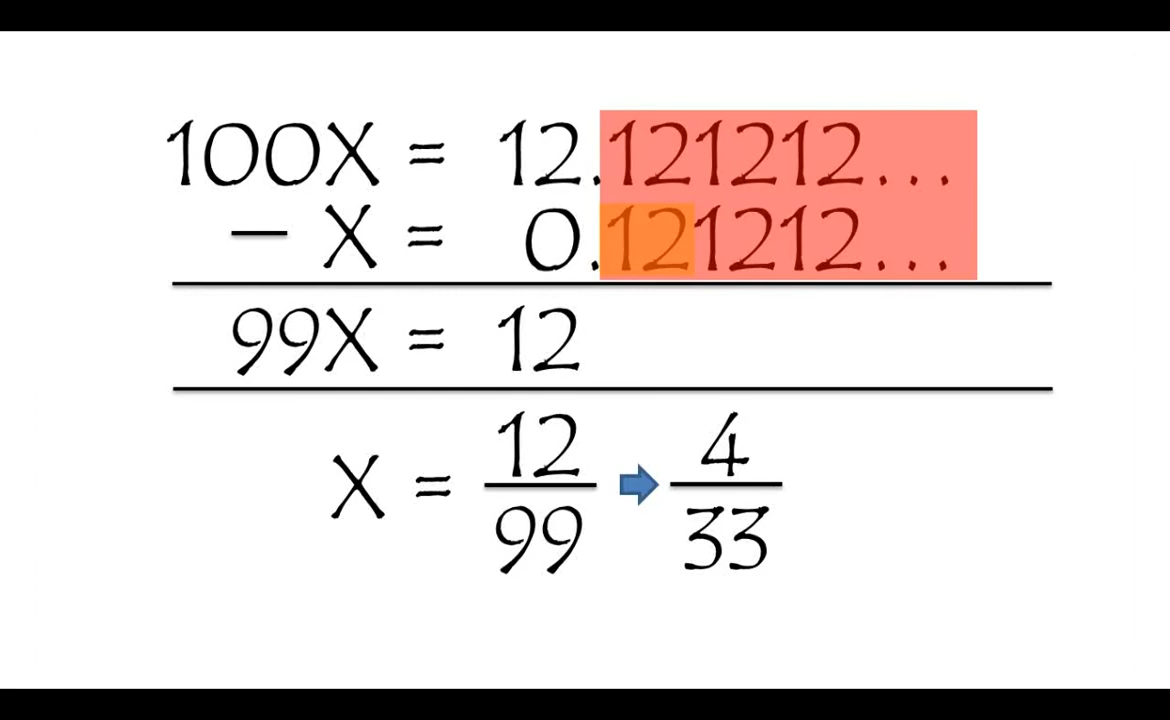 100X = 12.121212...
– X = 0.121212...
99X = 12
X = 12/99 4/33